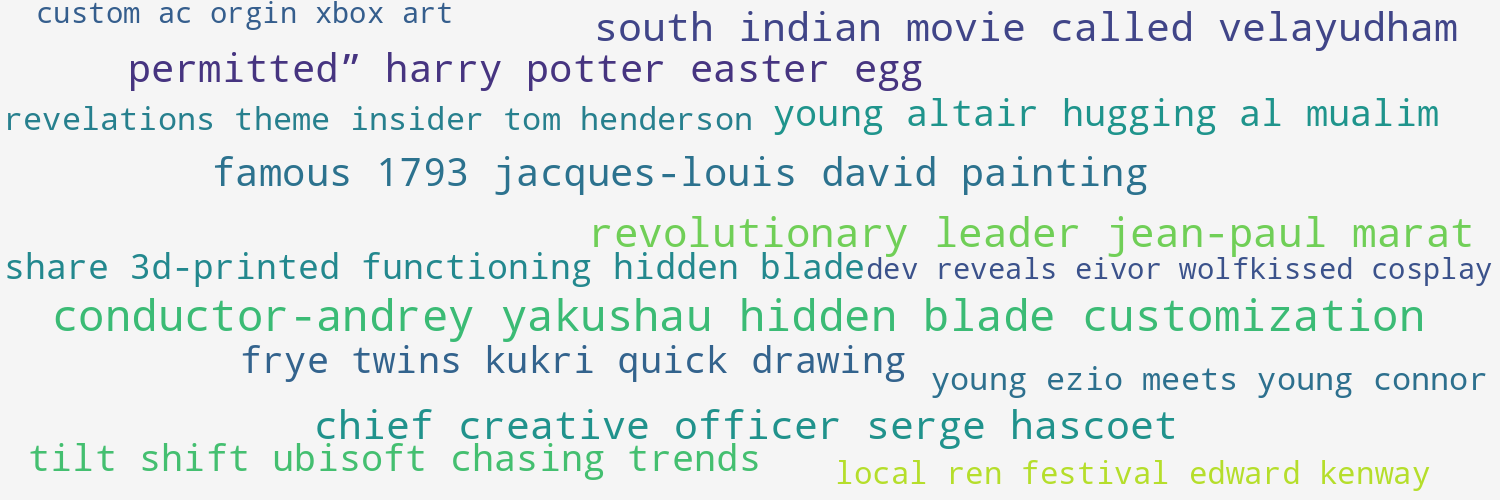 custom ac orgin xbox art
south indian movie called velayudham
permitted” harry potter easter egg
revelations theme insider tom henderson
young altair hugging al mualim
famous 1793 jacques-louis david painting
revolutionary leader jean-paul marat
share 3d-printed functioning hidden blade
dev reveals eivor wolfkissed cosplay
conductor-andrey yakushau hidden blade customization
frye twins kukri quick drawing
young ezio meets young connor
chief creative officer serge hascoet
tilt shift ubisoft chasing trends
local ren festival edward kenway